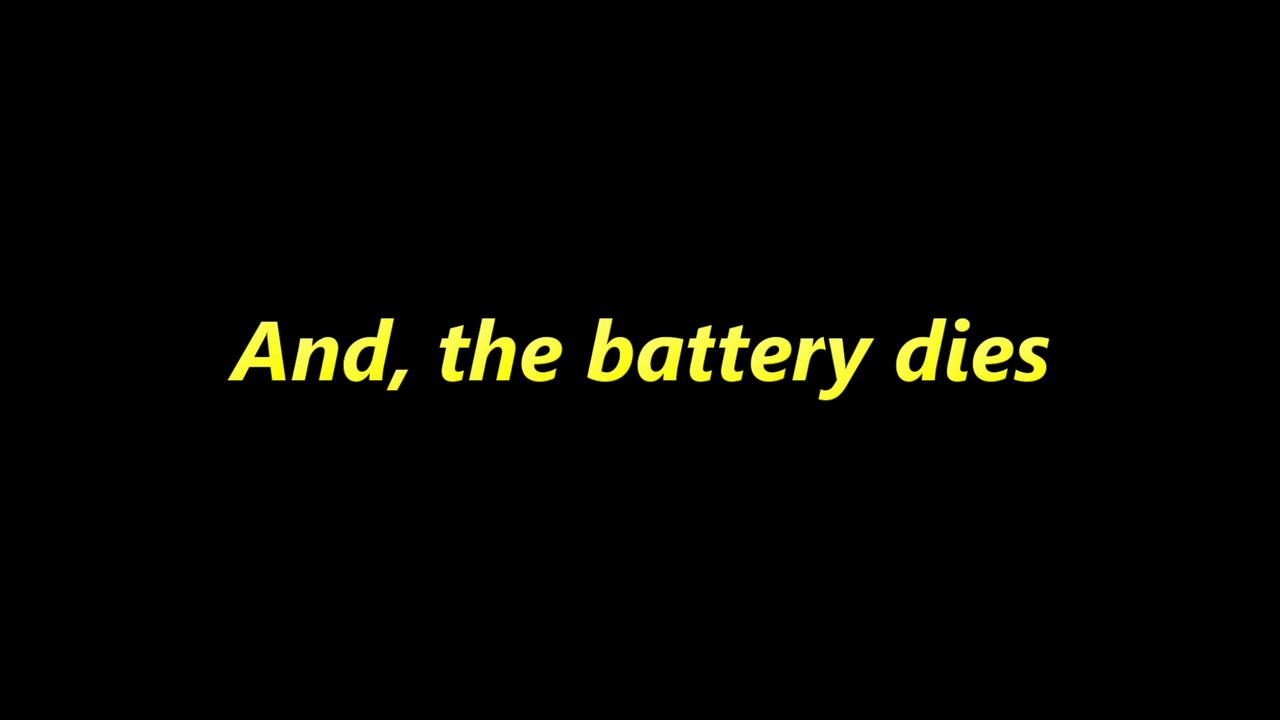 And, the battery dies